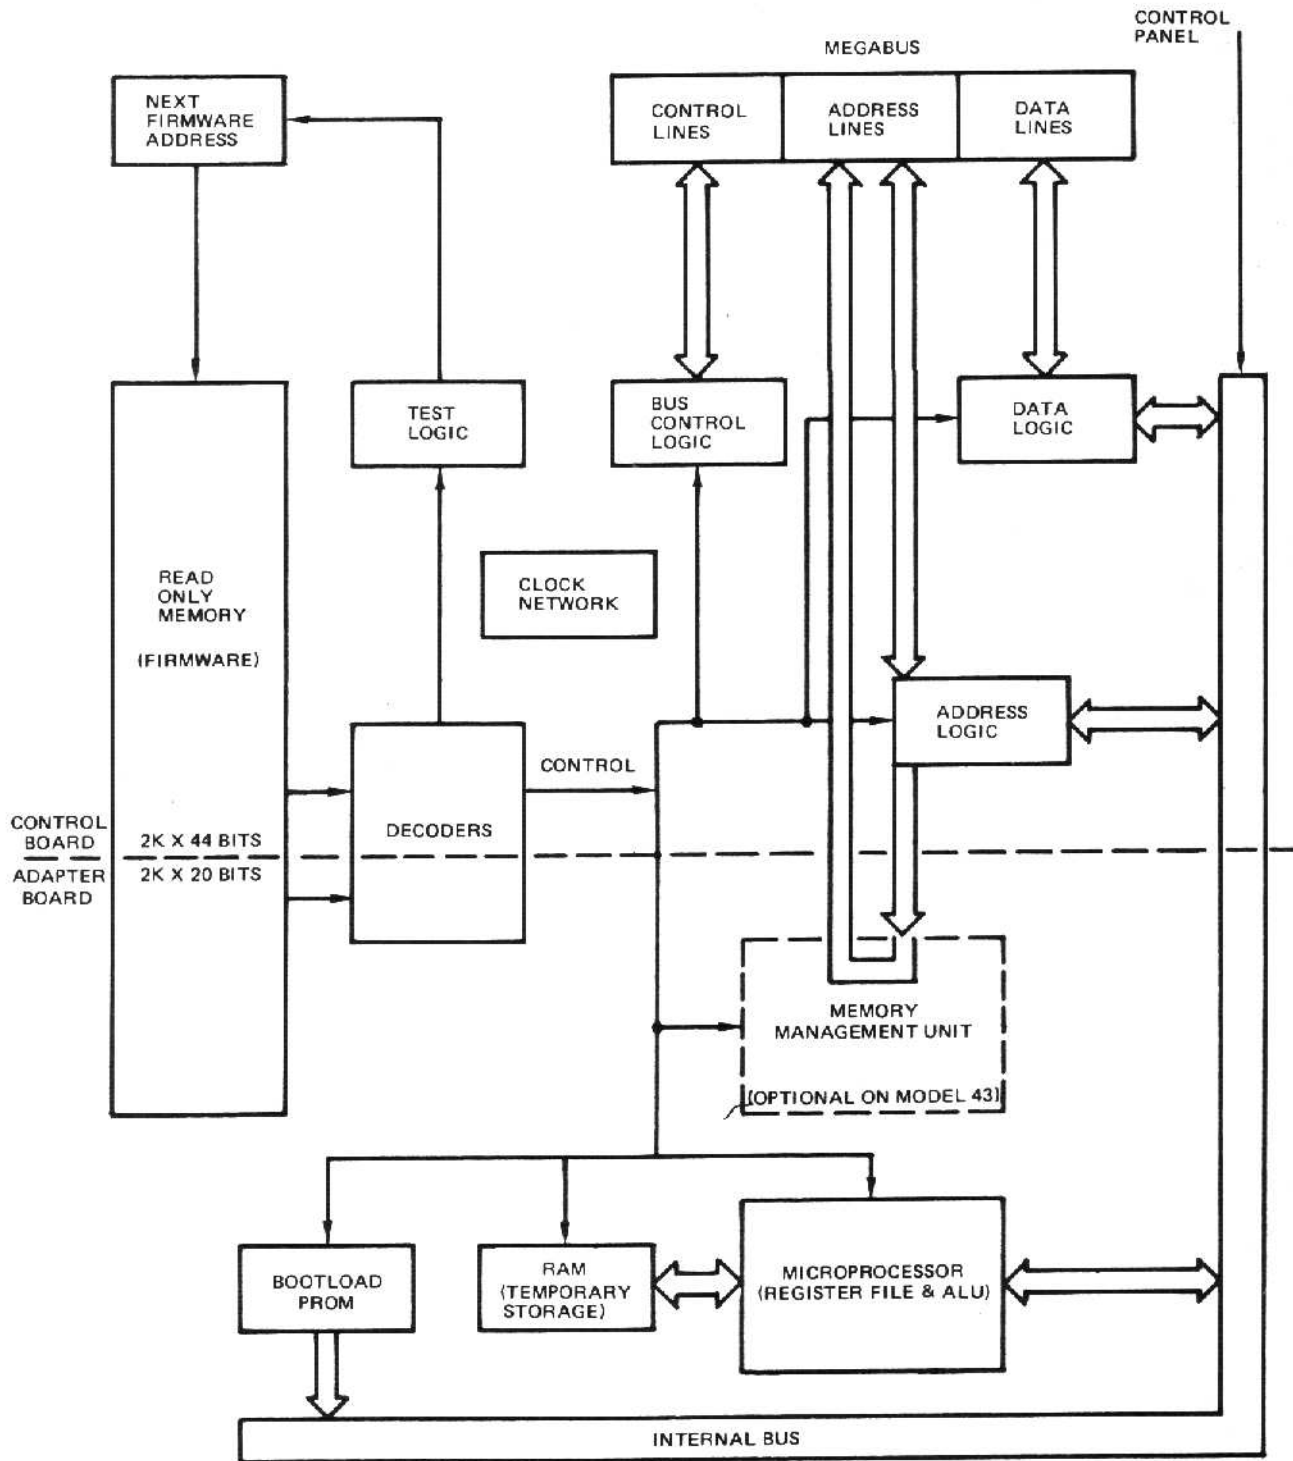 CONTROL
PANEL
MEGABUS
NEXT
FIRMWARE
ADDRESS
CONTROL
LINES
ADDRESS
LINES
DATA
LINES
TEST
LOGIC
BUS
CONTROL
LOGIC
DATA
LOGIC
READ
ONLY
MEMORY
(FIRMWARE)
CLOCK
NETWORK
ADDRESS
LOGIC
CONTROL
DECODERS
CONTROL
BOARD
2K X 44 BITS
ADAPTER
BOARD
2K X 20 BITS
MEMORY
MANAGEMENT UNIT
(OPTIONAL ON MODEL 43)
BOOTLOAD
PROM
RAM
(TEMPORARY
STORAGE)
MICROPROCESSOR
(REGISTER FILE & ALU)
INTERNAL BUS